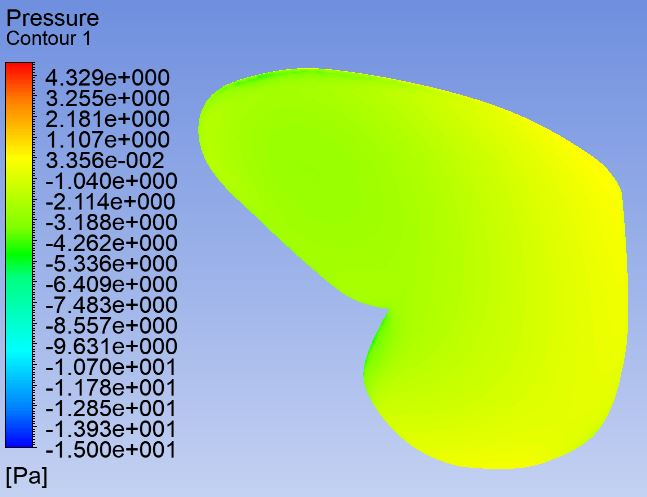 Pressure
Contour 1
4.329e+000
3.255e+000
2.181e+000
1.107e+000
3.356e-002
-1.040e+000
-2.114e+000
-3.188e+000
-4.262e+000
-5.336e+000
-6.409e+000
-7.483e+000
-8.557e+000
-9.631e+000
-1.070e+001
-1.178e+001
-1.285e+001
-1.393e+001
-1.500e+001
[Pa]